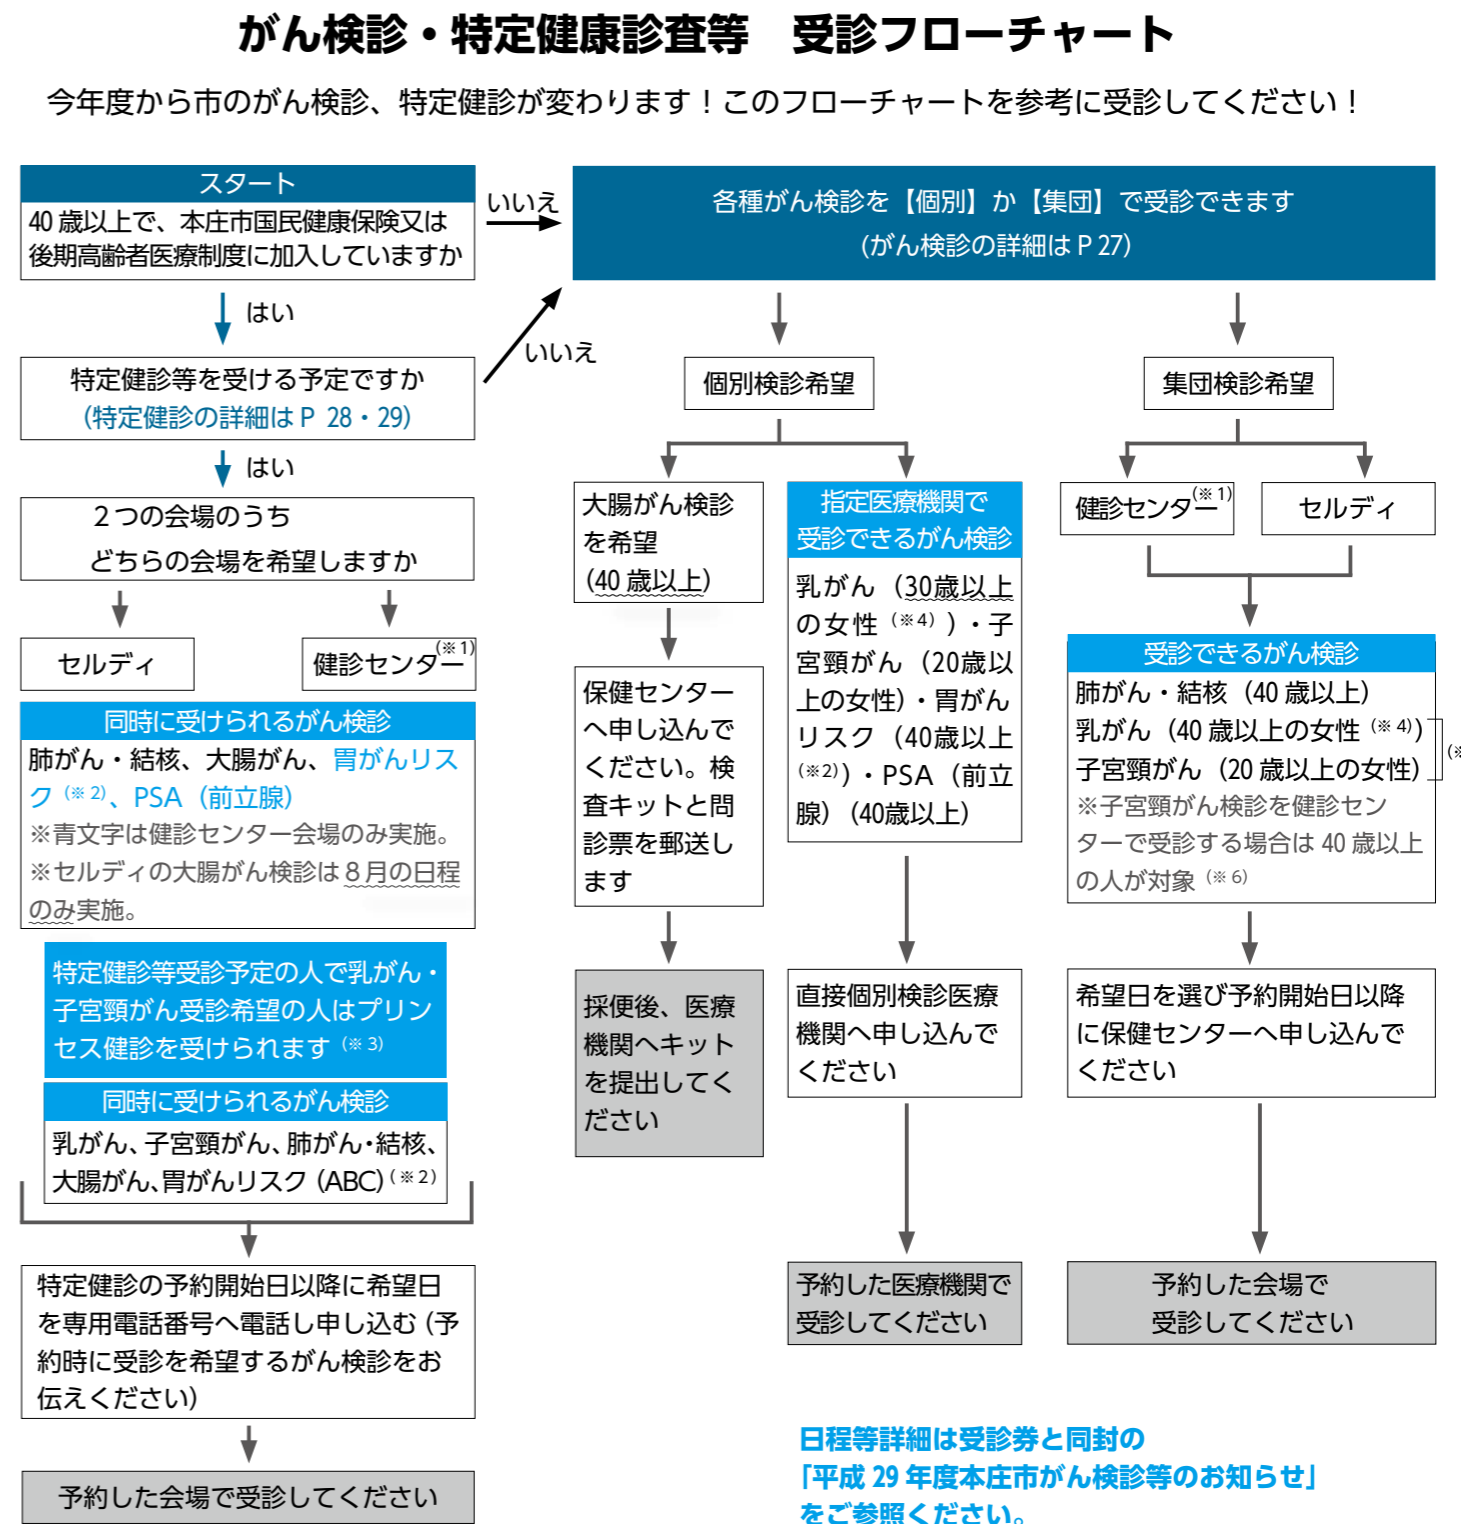 がん検診・特定健康診査等　受診フローチャート
今年度から市のがん検診、特定健診が変わります！このフローチャートを参考に受診してください！
スタート
40 歳以上で、本庄市国民健康保険又は
後期高齢者医療制度に加入していますか
いいえ
はい
特定健診等を受ける予定ですか
（特定健診の詳細は P 28・29）
いいえ
はい
２つの会場のうち
どちらの会場を希望しますか
セルディ
健診センター（※1）
同時に受けられるがん検診
肺がん・結核、大腸がん、胃がんリス
ク（※2）、PSA（前立腺）
※青文字は健診センター会場のみ実施。
※セルディの大腸がん検診は８月の日程
のみ実施。
特定健診等受診予定の人で乳がん・
子宮頸がん受診希望の人はプリン
セス健診を受けられます（※3）
同時に受けられるがん検診
乳がん、子宮頸がん、肺がん・結核、
大腸がん、胃がんリスク（ABC）（※2）
特定健診の予約開始日以降に希望日
を専用電話番号へ電話し申し込む（予
約時に受診を希望するがん検診をお
伝えください）
予約した会場で受診してください
各種がん検診を【個別】か【集団】で受診できます
（がん検診の詳細は P 27）
個別検診希望
大腸がん検診
を希望
（40 歳以上）
保健センター
へ申し込んで
ください。検
査キットと問
診票を郵送し
ます
採便後、医療
機関へキット
を提出してく
ださい
指定医療機関で
受診できるがん検診
乳がん（30歳以上
の女性（※4））・子
宮頸がん（20歳以
上の女性）・胃がん
リスク（40歳以上
（※2））・PSA（前立
腺）（40歳以上）
直接個別検診医療
機関へ申し込んで
ください
予約した医療機関で
受診してください
集団検診希望
健診センター（※1）
セルディ
受診できるがん検診
肺がん・結核（40 歳以上）
乳がん（40 歳以上の女性（※4））
子宮頸がん（20 歳以上の女性）
（※
※子宮頸がん検診を健診セン
ターで受診する場合は 40 歳以上
の人が対象（※6）
希望日を選び予約開始日以降
に保健センターへ申し込んで
ください
予約した会場で
受診してください
日程等詳細は受診券と同封の
「平成 29 年度本庄市がん検診等のお知らせ」
をご参照ください。